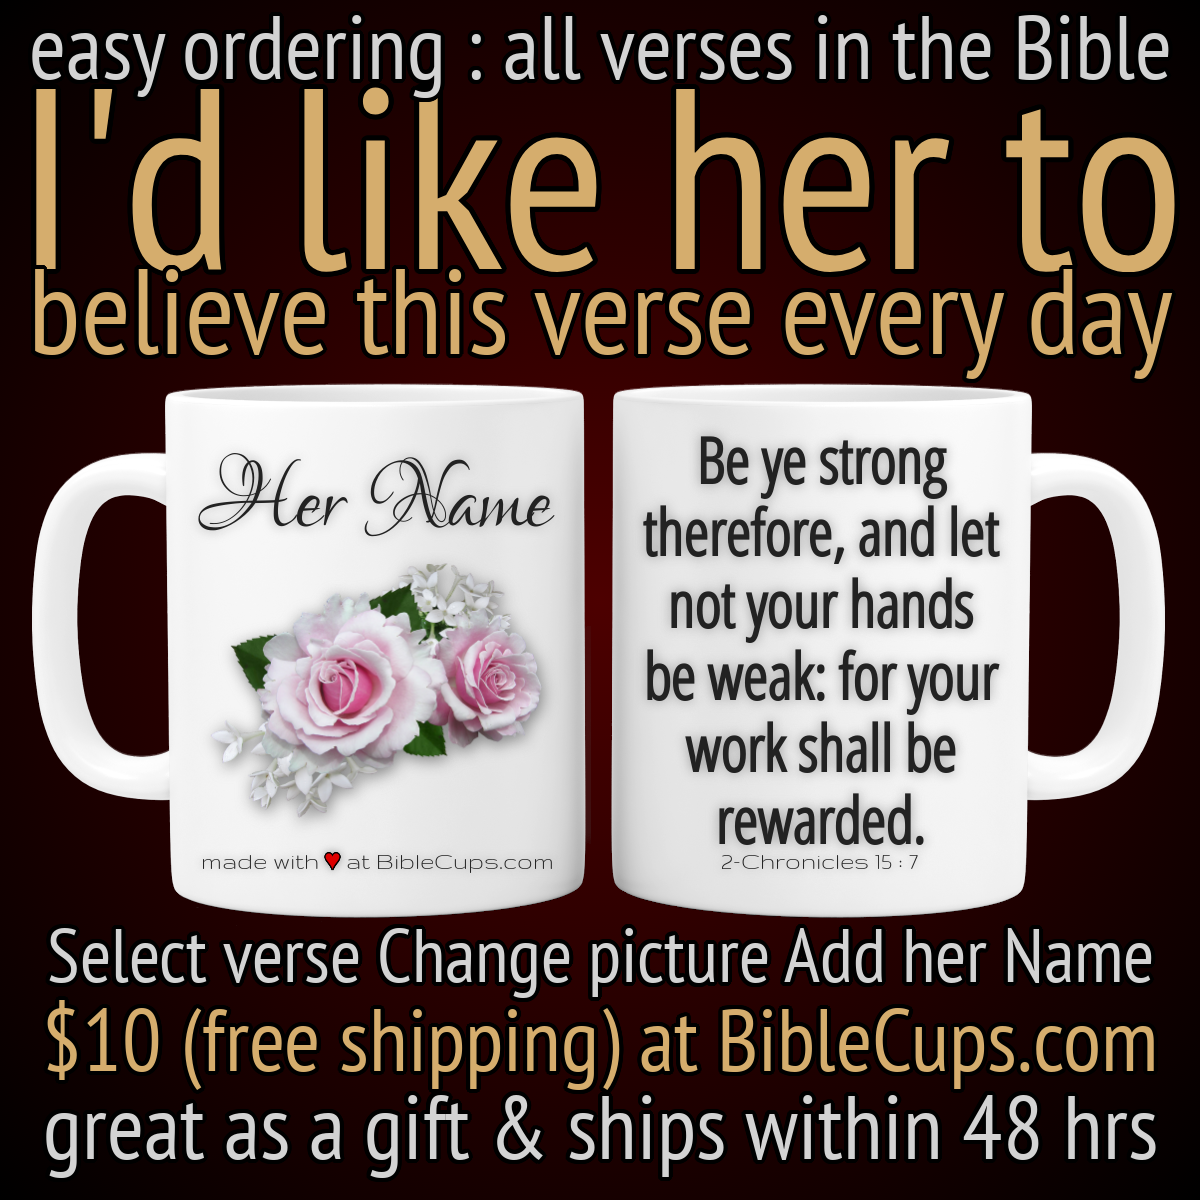 easy ordering : all verses in the Bible
I'd like her to
believe this verse every day
Her Name
made with ♥ at BibleCups.com
Be ye strong
therefore, and let
not your hands
be weak: for your
work shall be
rewarded.
2-Chronicles 15 : 7
Select verse Change picture Add her Name
$10 (free shipping) at BibleCups.com
great as a gift & ships within 48 hrs